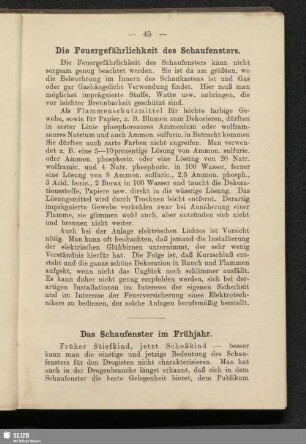 — 45 —
Die Feuergefährlichkeit des Schaufensters.
Die Feuergefährlichkeit des Schaufensters kann nicht
sorgsam genug beachtet werden. Sie ist da am größten, wo
die Beleuchtung im Innern des Schaukastens ist und Gas
oder gar Gashängelicht Verwendung findet. Hier muß man
möglichst imprägnierte Stoffe, Watte usw. anbringen, die
vor leichter Brennbarkeit geschützt sind.
Als Flammenschutzmittel für leichte farbige Ge-
webe, sowie für Papier, z. B. Blumen zum Dekorieren, dürften
in erster Linie phosphorsaures Ammonium oder wolfram-
saures Natrium und auch Ammon. sulfuric. in Betracht kommen.
Sie dürften auch zarte Farben nicht angreifen. Man verwen-
det z. B. eine 5—10prozentige Lösung von Ammon. sulfuric.
oder Ammon. phosphoric. oder eine Lösung von 20 Natr.
wolframic. und 4 Natr. phosphoric. in 100 Wasser, ferner
eine Lösung von 8 Ammon. sulfuric., 2,5 Ammon. phosph.,
3 Acid. boric., 2 Borax in 100 Wasser und taucht die Dekora-
tionsstoffe, Papiere usw. direkt in die wässerige Lösung. Das
Lösungsmittel wird durch Trocknen leicht entfernt. Derartig
imprägnierte Gewebe verkohlen zwar bei Annäherung einer
Flamme, sie glimmen wohl auch, aber entzünden sich nicht
und brennen nicht weiter.
Auch bei der Anlage elektrischen Lichtes ist Vorsicht
nötig. Man kann oft beobachten, daß jemand die Installierung
der elektrischen Glühbirnen unternimmt, der sehr wenig
Verständnis hierfür hat. Die Folge ist, daß Kurzschluß ent-
steht und die ganze schöne Dekoration in Rauch und Flammen
aufgeht, wenn nicht das Unglück noch schlimmer ausfällt.
Es kann daher nicht genug empfohlen werden, sich bei der-
artigen Installationen im Interesse der eigenen Sicherheit
und im Interesse der Feuerversicherung eines Elektrotech-
nikers zu bedienen, der solche Anlagen berufsmäßig herstellt.
Das Schaufenster im Frühjahr.
Früher Stiefkind, jetzt Schoßkind — besser
kann man die einstige und jetzige Bedeutung des Schau-
fensters für den Drogisten nicht charakterisieren. Man hat
auch in der Drogenbranche längst erkannt, daß sich in dem
Schaufenster die beste Gelegenheit bietet, dem Publikum
SLUB